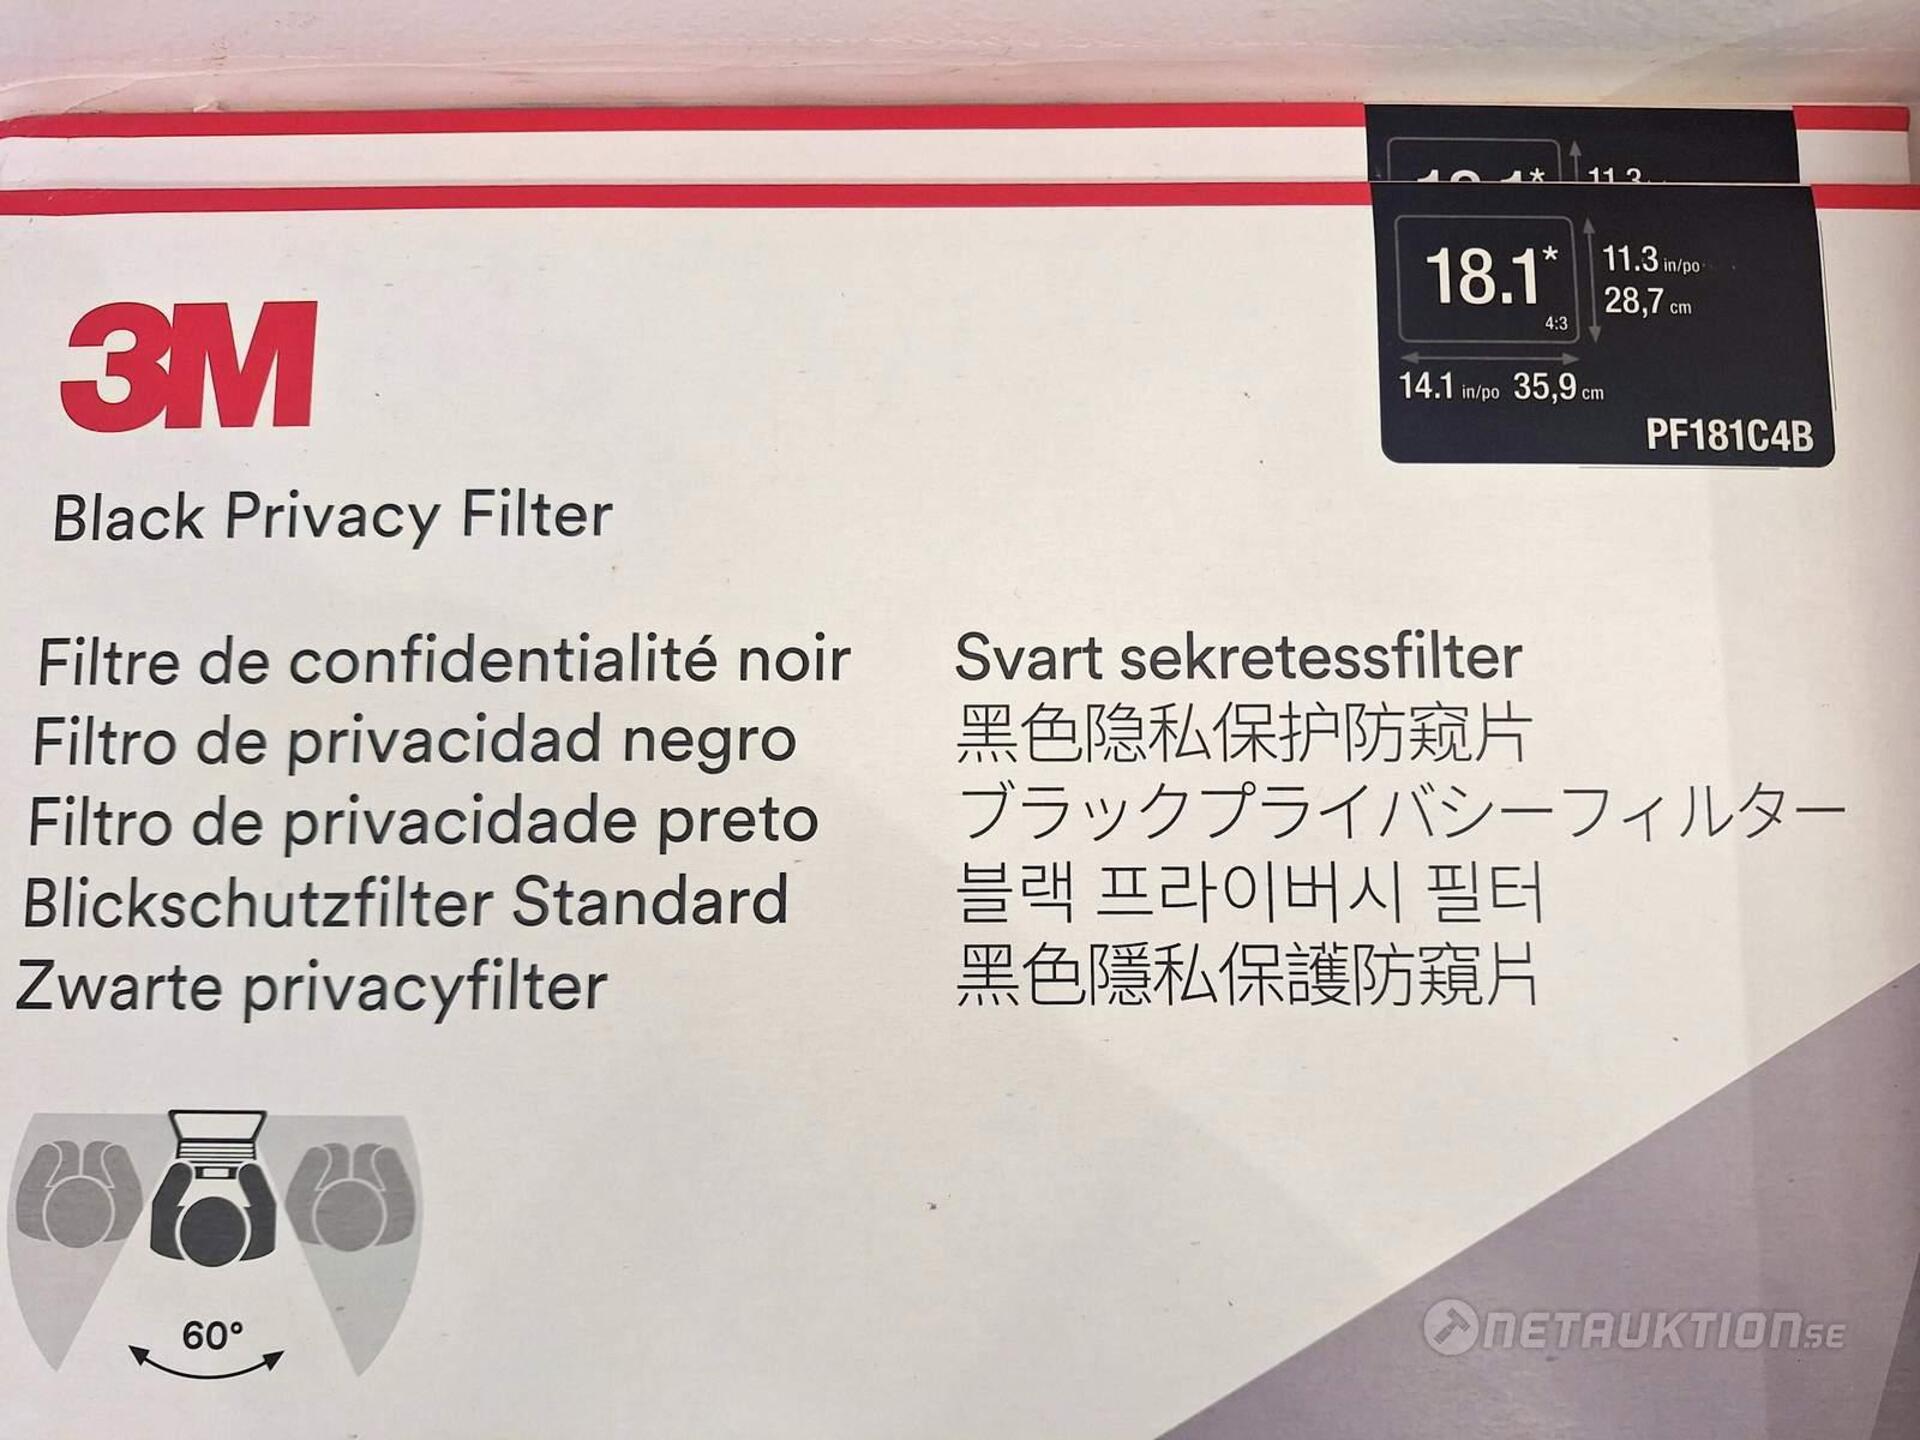 11.3
18.1*
4:3
11.3 in/po
28,7 cm
14.1 in/po 35,9 cm
PF181C4B
3M
Black Privacy Filter
Filtre de confidentialité noir
Filtro de privacidad negro
Filtro de privacidade preto
Blickschutzfilter Standard
Zwarte privacyfilter
Svart sekretessfilter
黑色隐私保护防窥片
ブラックプライバシーフィルター
블랙 프라이버시 필터
黑色隱私保護防窺片
60°
NETAUKTION.SE